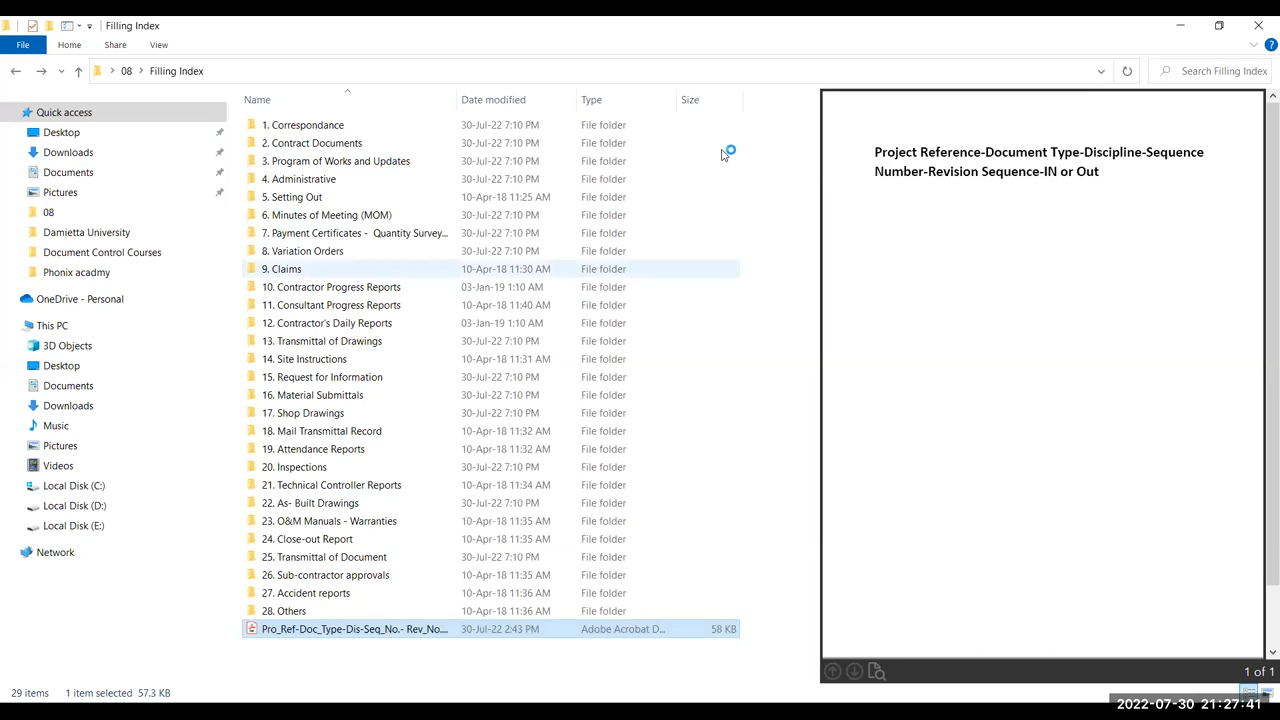 Filling Index
File Home Share View
08 Filling Index Search Filling Index
Name Date modified Type Size
Quick access
Desktop
Downloads
Documents
Pictures
08
Damietta University
Document Control Courses
Phonix acadmy
OneDrive - Personal
This PC
3D Objects
Desktop
Documents
Downloads
Music
Pictures
Videos
Local Disk (C:)
Local Disk (D:)
Local Disk (E:)
Network
1. Correspondance 30-Jul-22 7:10 PM File folder
2. Contract Documents 30-Jul-22 7:10 PM File folder
3. Program of Works and Updates 30-Jul-22 7:10 PM File folder
4. Administrative 30-Jul-22 7:10 PM File folder
5. Setting Out 10-Apr-18 11:25 AM File folder
6. Minutes of Meeting (MOM) 30-Jul-22 7:10 PM File folder
7. Payment Certificates - Quantity Survey... 30-Jul-22 7:10 PM File folder
8. Variation Orders 30-Jul-22 7:10 PM File folder
9. Claims 10-Apr-18 11:30 AM File folder
10. Contractor Progress Reports 03-Jan-19 1:10 AM File folder
11. Consultant Progress Reports 10-Apr-18 11:40 AM File folder
12. Contractor's Daily Reports 03-Jan-19 1:10 AM File folder
13. Transmittal of Drawings 30-Jul-22 7:10 PM File folder
14. Site Instructions 10-Apr-18 11:31 AM File folder
15. Request for Information 30-Jul-22 7:10 PM File folder
16. Material Submittals 30-Jul-22 7:10 PM File folder
17. Shop Drawings 30-Jul-22 7:10 PM File folder
18. Mail Transmittal Record 10-Apr-18 11:32 AM File folder
19. Attendance Reports 10-Apr-18 11:32 AM File folder
20. Inspections 30-Jul-22 7:10 PM File folder
21. Technical Controller Reports 10-Apr-18 11:34 AM File folder
22. As- Built Drawings 30-Jul-22 7:10 PM File folder
23. O&M Manuals - Warranties 10-Apr-18 11:35 AM File folder
24. Close-out Report 10-Apr-18 11:35 AM File folder
25. Transmittal of Document 30-Jul-22 7:10 PM File folder
26. Sub-contractor approvals 10-Apr-18 11:35 AM File folder
27. Accident reports 10-Apr-18 11:36 AM File folder
28. Others 10-Apr-18 11:36 AM File folder
Pro_Ref-Doc_Type-Dis-Seq_No.- Rev_No.... 30-Jul-22 2:43 PM Adobe Acrobat D... 58 KB
Project Reference-Document Type-Discipline-Sequence
Number-Revision Sequence-IN or Out
1 of 1
29 items 1 item selected 57.3 KB
2022-07-30 21:27:41